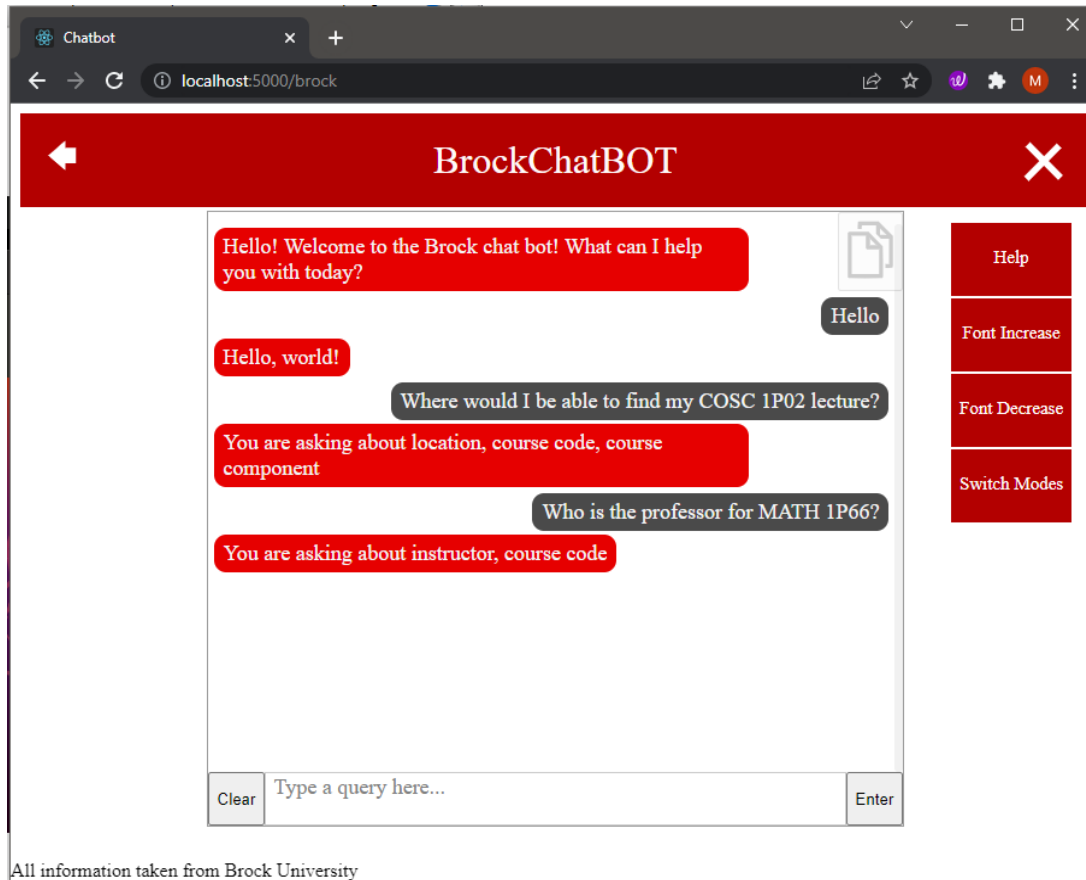 Chatbot
localhost:5000/brock
M
BrockChatBOT
Hello! Welcome to the Brock chat bot! What can I help
you with today?
Hello
Hello, world!
Where would I be able to find my COSC 1P02 lecture?
You are asking about location, course code, course
component
Who is the professor for MATH 1P66?
You are asking about instructor, course code
Help
Font Increase
Font Decrease
Switch Modes
Clear
Type a query here...
Enter
All information taken from Brock University